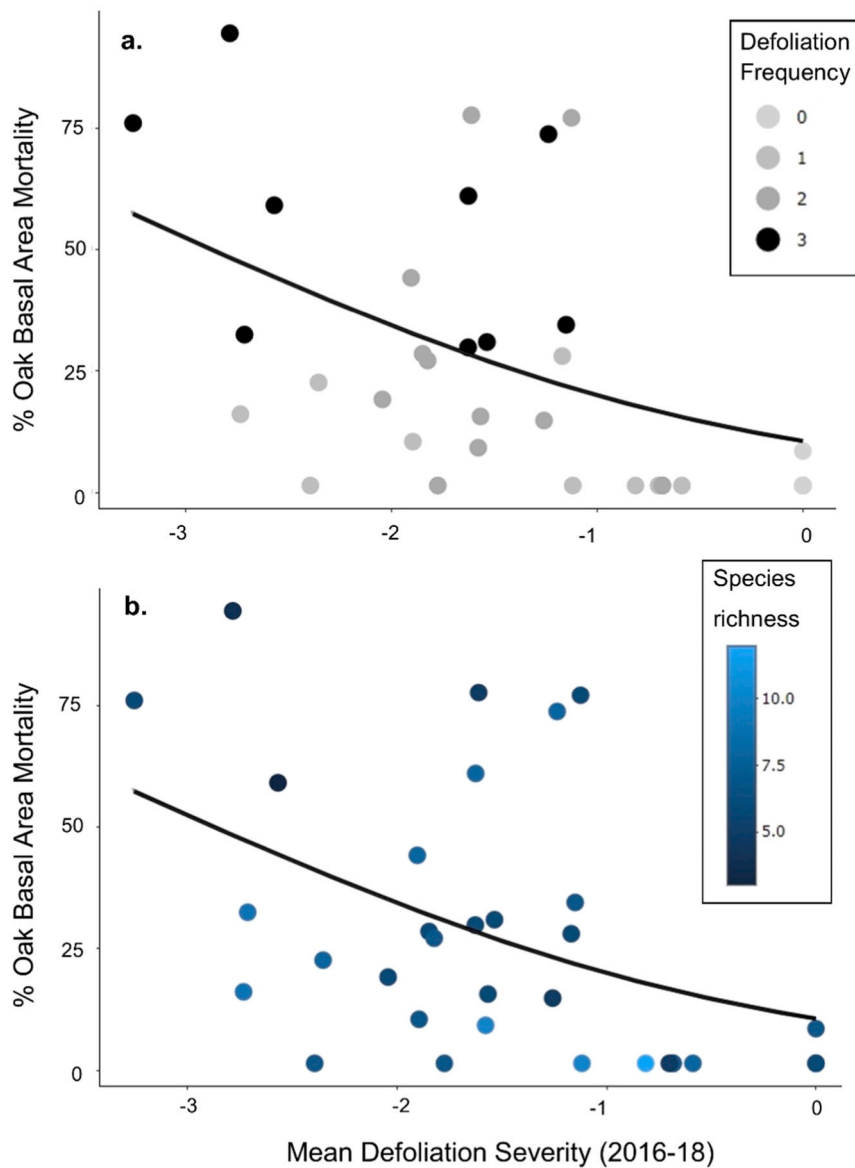 a.
Defoliation
Frequency
0
1
2
3
% Oak Basal Area Mortality
75
50
25
0
-3
-2
-1
0
b.
Species
richness
10.0
7.5
5.0
% Oak Basal Area Mortality
75
50
25
0
-3
-2
-1
0
Mean Defoliation Severity (2016-18)